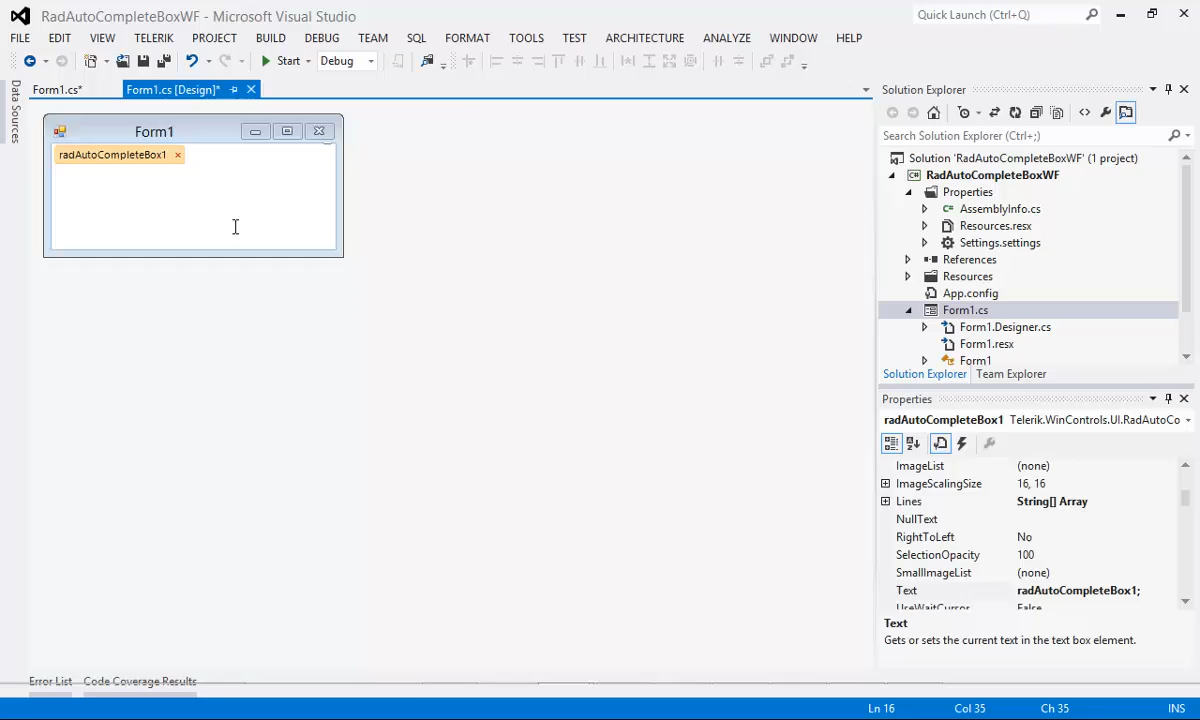 RadAutoCompleteBoxWF - Microsoft Visual Studio
Quick Launch (Ctrl+Q)
FILE EDIT VIEW TELERIK PROJECT BUILD DEBUG TEAM SQL FORMAT TOOLS TEST ARCHITECTURE ANALYZE WINDOW HELP
Start Debug
Data Sources
Form1.cs* Form1.cs [Design]*
Form1
radAutoCompleteBox1 ×
Solution Explorer
Search Solution Explorer (Ctrl+;)
Solution 'RadAutoCompleteBoxWF' (1 project)
C# RadAutoCompleteBoxWF
Properties
C# AssemblyInfo.cs
Resources.resx
Settings.settings
References
Resources
App.config
Form1.cs
Form1.Designer.cs
Form1.resx
Form1
Solution Explorer Team Explorer
Properties
radAutoCompleteBox1 Telerik.WinControls.UI.RadAutoCo
ImageList (none)
ImageScalingSize 16, 16
Lines String[] Array
NullText
RightToLeft No
SelectionOpacity 100
SmallImageList (none)
Text radAutoCompleteBox1;
UseWaitCursor False
Text
Gets or sets the current text in the text box element.
Error List Code Coverage Results
Ln 16 Col 35 Ch 35 INS